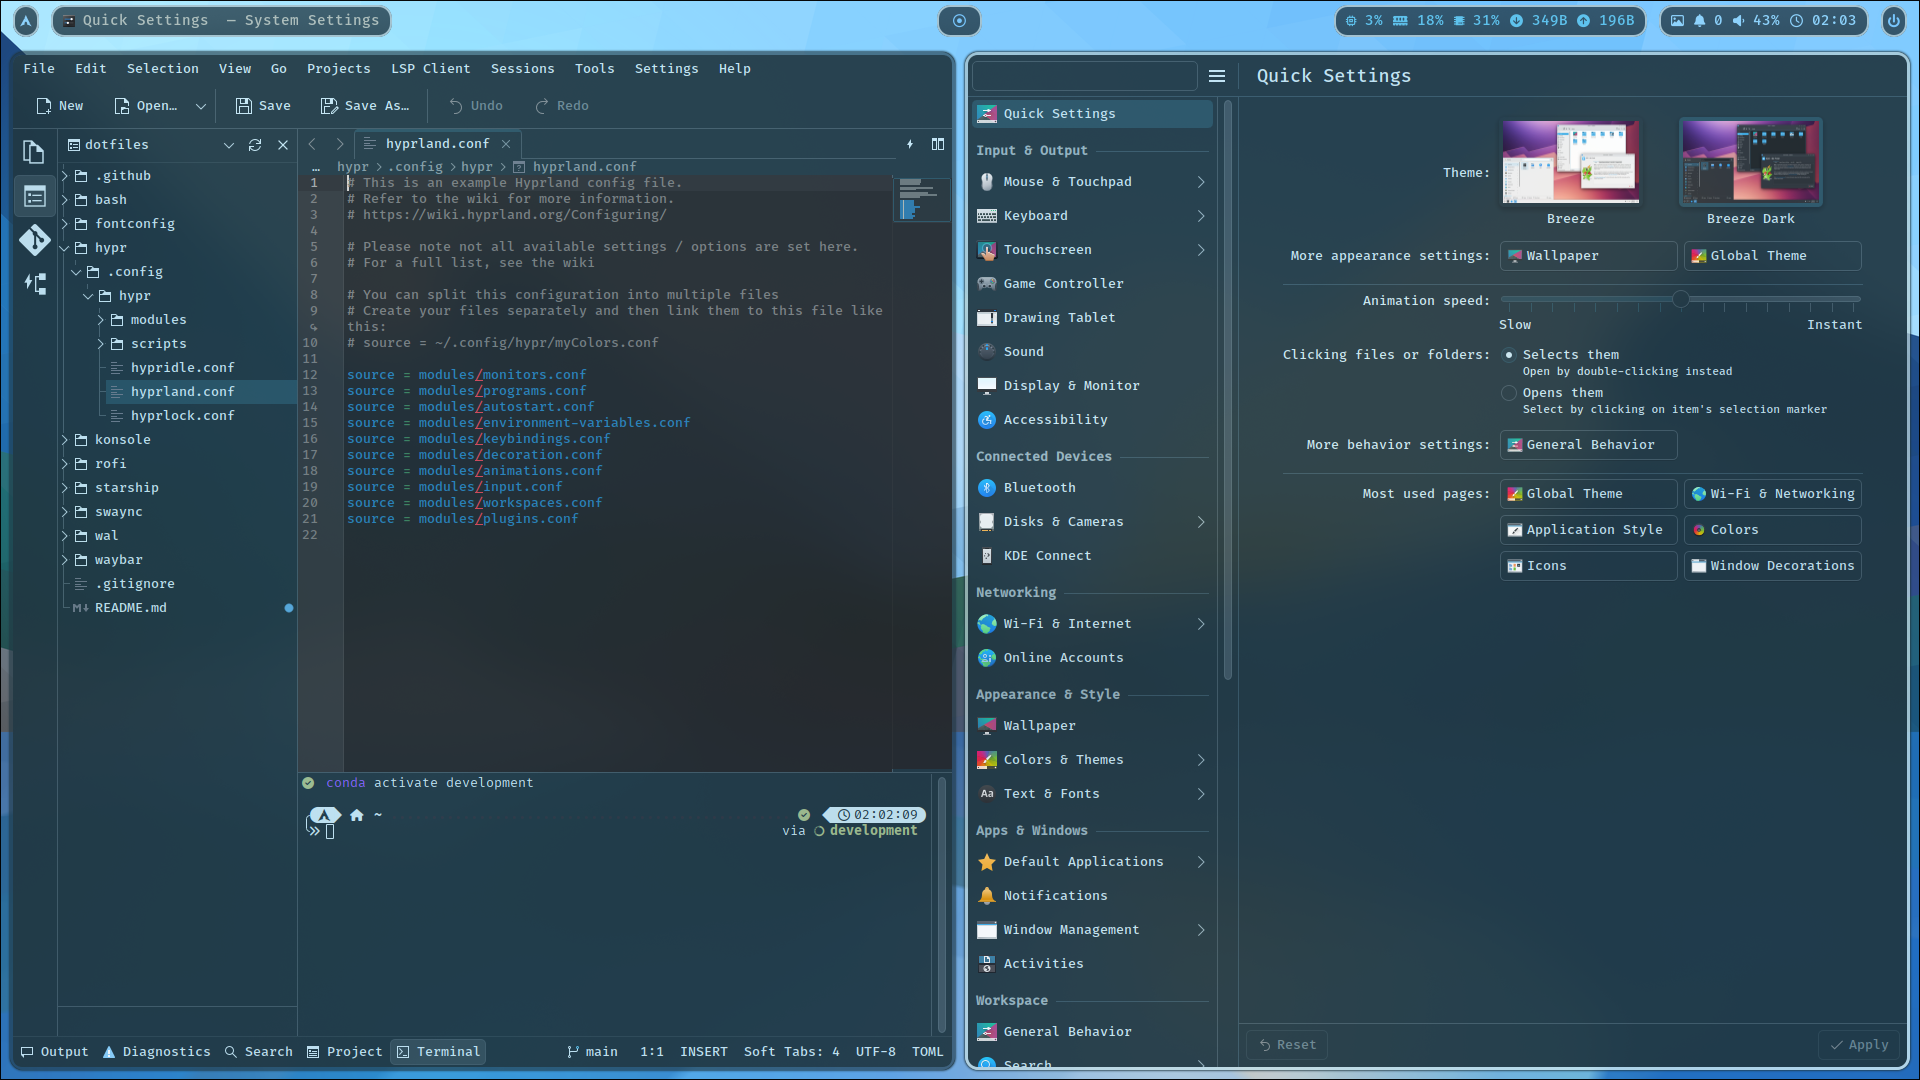 Quick Settings — System Settings
3% 18% 31% 349B 196B
0 43% 02:03
File Edit Selection View Go Projects LSP Client Sessions Tools Settings Help
New Open… Save Save As… Undo Redo
dotfiles
.github
bash
fontconfig
hypr
.config
hypr
modules
scripts
hypridle.conf
hyprland.conf
hyprlock.conf
konsole
rofi
starship
swaync
wal
waybar
.gitignore
README.md
hyprland.conf
… hypr > .config > hypr > hyprland.conf
1 # This is an example Hyprland config file.
2 # Refer to the wiki for more information.
3 # https://wiki.hyprland.org/Configuring/
4
5 # Please note not all available settings / options are set here.
6 # For a full list, see the wiki
7
8 # You can split this configuration into multiple files
9 # Create your files separately and then link them to this file like
this:
10 # source = ~/.config/hypr/myColors.conf
11
12 source = modules/monitors.conf
13 source = modules/programs.conf
14 source = modules/autostart.conf
15 source = modules/environment-variables.conf
16 source = modules/keybindings.conf
17 source = modules/decoration.conf
18 source = modules/animations.conf
19 source = modules/input.conf
20 source = modules/workspaces.conf
21 source = modules/plugins.conf
22
conda activate development
~ 02:02:09
via development
Output Diagnostics Search Project Terminal main 1:1 INSERT Soft Tabs: 4 UTF-8 TOML
Quick Settings
Input & Output
Mouse & Touchpad
Keyboard
Touchscreen
Game Controller
Drawing Tablet
Sound
Display & Monitor
Accessibility
Connected Devices
Bluetooth
Disks & Cameras
KDE Connect
Networking
Wi-Fi & Internet
Online Accounts
Appearance & Style
Wallpaper
Colors & Themes
Aa Text & Fonts
Apps & Windows
Default Applications
Notifications
Window Management
Activities
Workspace
General Behavior
Search
Quick Settings
Theme:
Breeze Breeze Dark
More appearance settings: Wallpaper Global Theme
Animation speed:
Slow Instant
Clicking files or folders: Selects them
Open by double-clicking instead
Opens them
Select by clicking on item's selection marker
More behavior settings: General Behavior
Most used pages: Global Theme Wi-Fi & Networking
Application Style Colors
Icons Window Decorations
Reset Apply